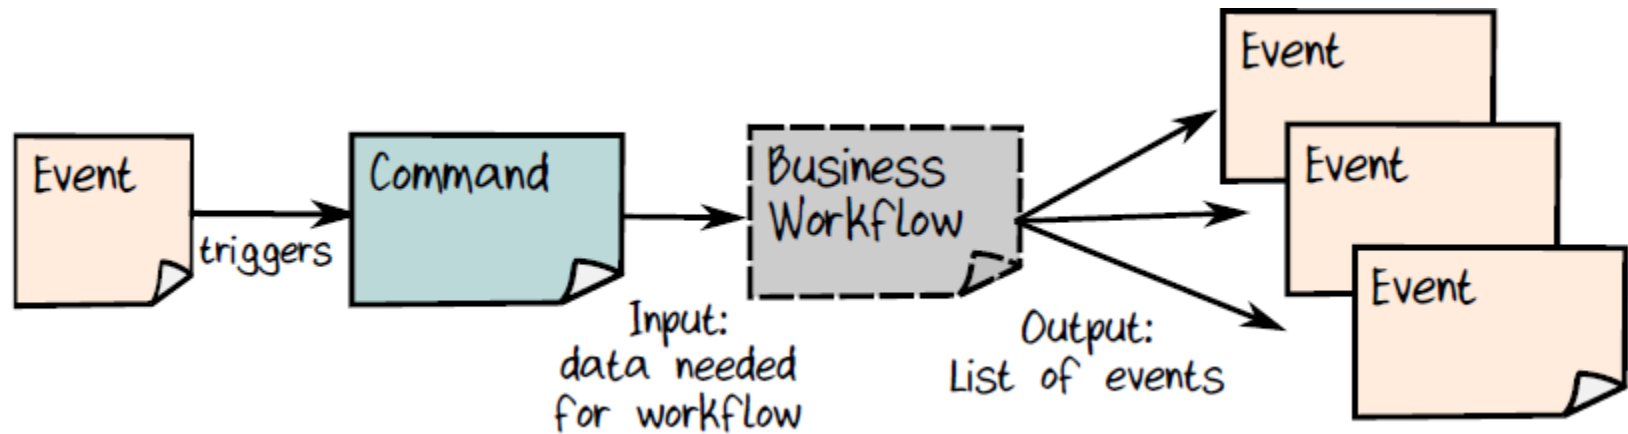 Event
triggers
Command
Input:
data needed
for workflow
Business
Workflow
Output:
List of events
Event
Event
Event